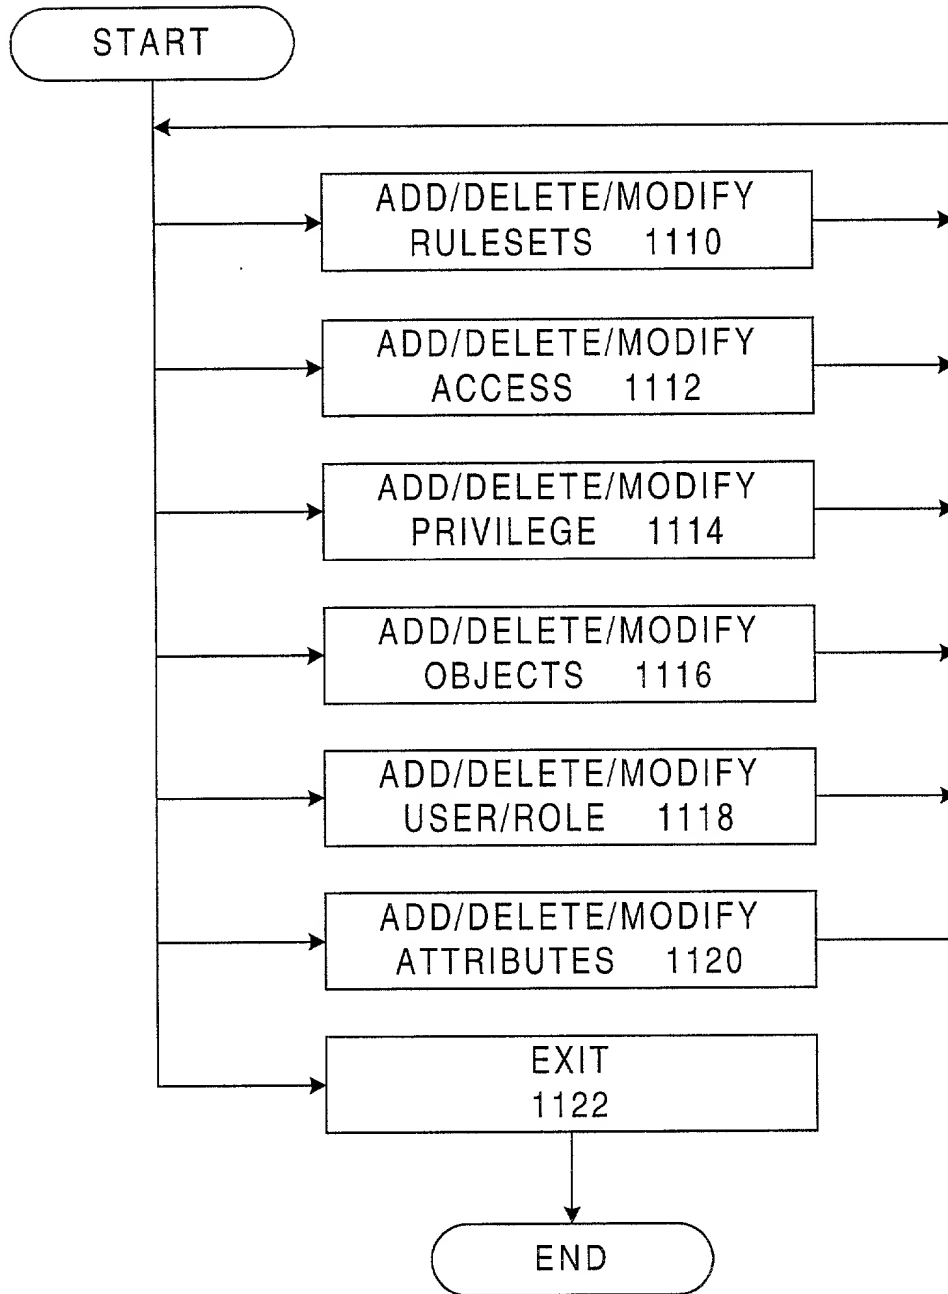 START
ADD/DELETE/MODIFY
RULESETS 1110
ADD/DELETE/MODIFY
ACCESS 1112
ADD/DELETE/MODIFY
PRIVILEGE 1114
ADD/DELETE/MODIFY
OBJECTS 1116
ADD/DELETE/MODIFY
USER/ROLE 1118
ADD/DELETE/MODIFY
ATTRIBUTES 1120
EXIT
1122
END